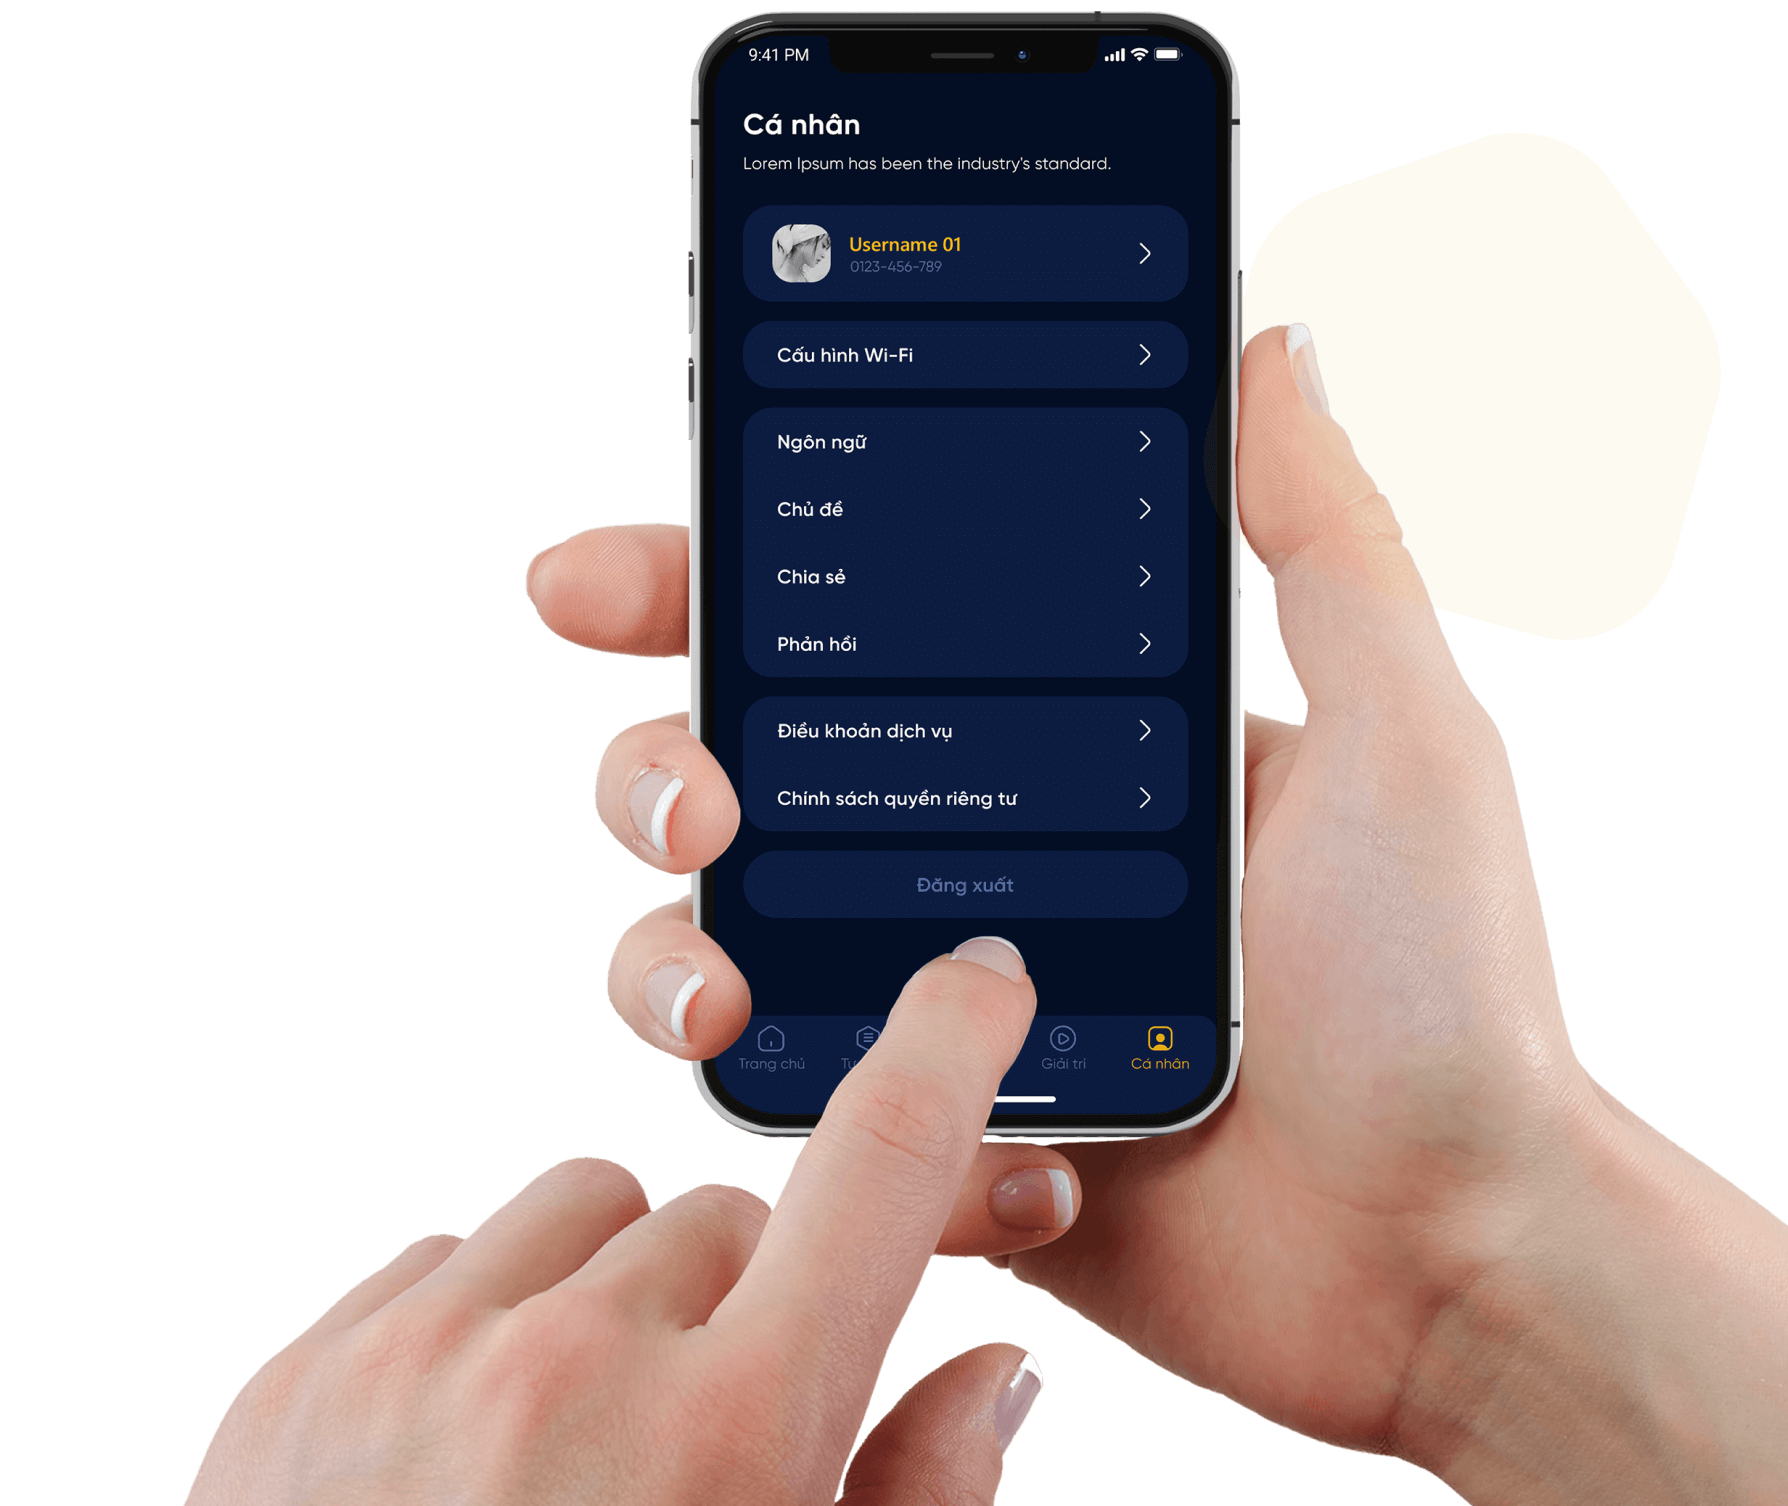 9:41 PM
Cá nhân
Lorem Ipsum has been the industry's standard.
Username 01
0123-456-789
Cấu hình Wi-Fi
Ngôn ngữ
Chủ đề
Chia sẻ
Phản hồi
Điều khoản dịch vụ
Chính sách quyền riêng tư
Đăng xuất
Trang chủ
Giải trí
Cá nhân